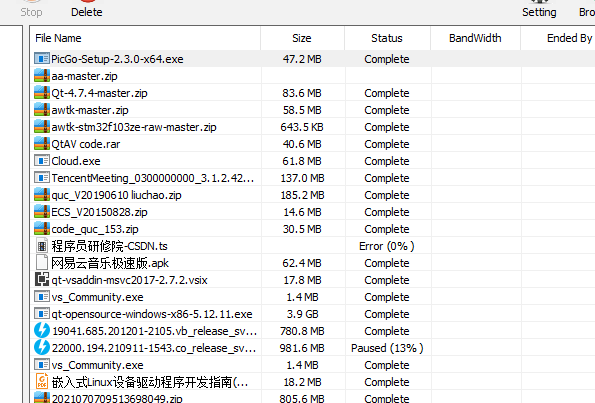 Stop Delete Setting Bro
File Name Size Status BandWidth Ended By
PicGo-Setup-2.3.0-x64.exe 47.2 MB Complete
aa-master.zip Complete
Qt-4.7.4-master.zip 83.6 MB Complete
awtk-master.zip 58.5 MB Complete
awtk-stm32f103ze-raw-master.zip 643.5 KB Complete
QtAV code.rar 40.6 MB Complete
Cloud.exe 61.8 MB Complete
TencentMeeting_0300000000_3.1.2.42... 137.0 MB Complete
quc_V20190610 liuchao.zip 185.2 MB Complete
ECS_V20150828.zip 14.6 MB Complete
code_quc_153.zip 30.5 MB Complete
程序员研修院-CSDN.ts Error (0% )
网易云音乐极速版.apk 62.4 MB Complete
qt-vsaddin-msvc2017-2.7.2.vsix 17.8 MB Complete
vs_Community.exe 1.4 MB Complete
qt-opensource-windows-x86-5.12.11.exe 3.9 GB Complete
19041.685.201201-2105.vb_release_sv... 780.8 MB Complete
22000.194.210911-1543.co_release_sv... 981.6 MB Paused (13% )
vs_Community.exe 1.4 MB Complete
嵌入式Linux设备驱动程序开发指南(... 18.2 MB Complete
2021070709513698049.zip 805.6 MB Complete